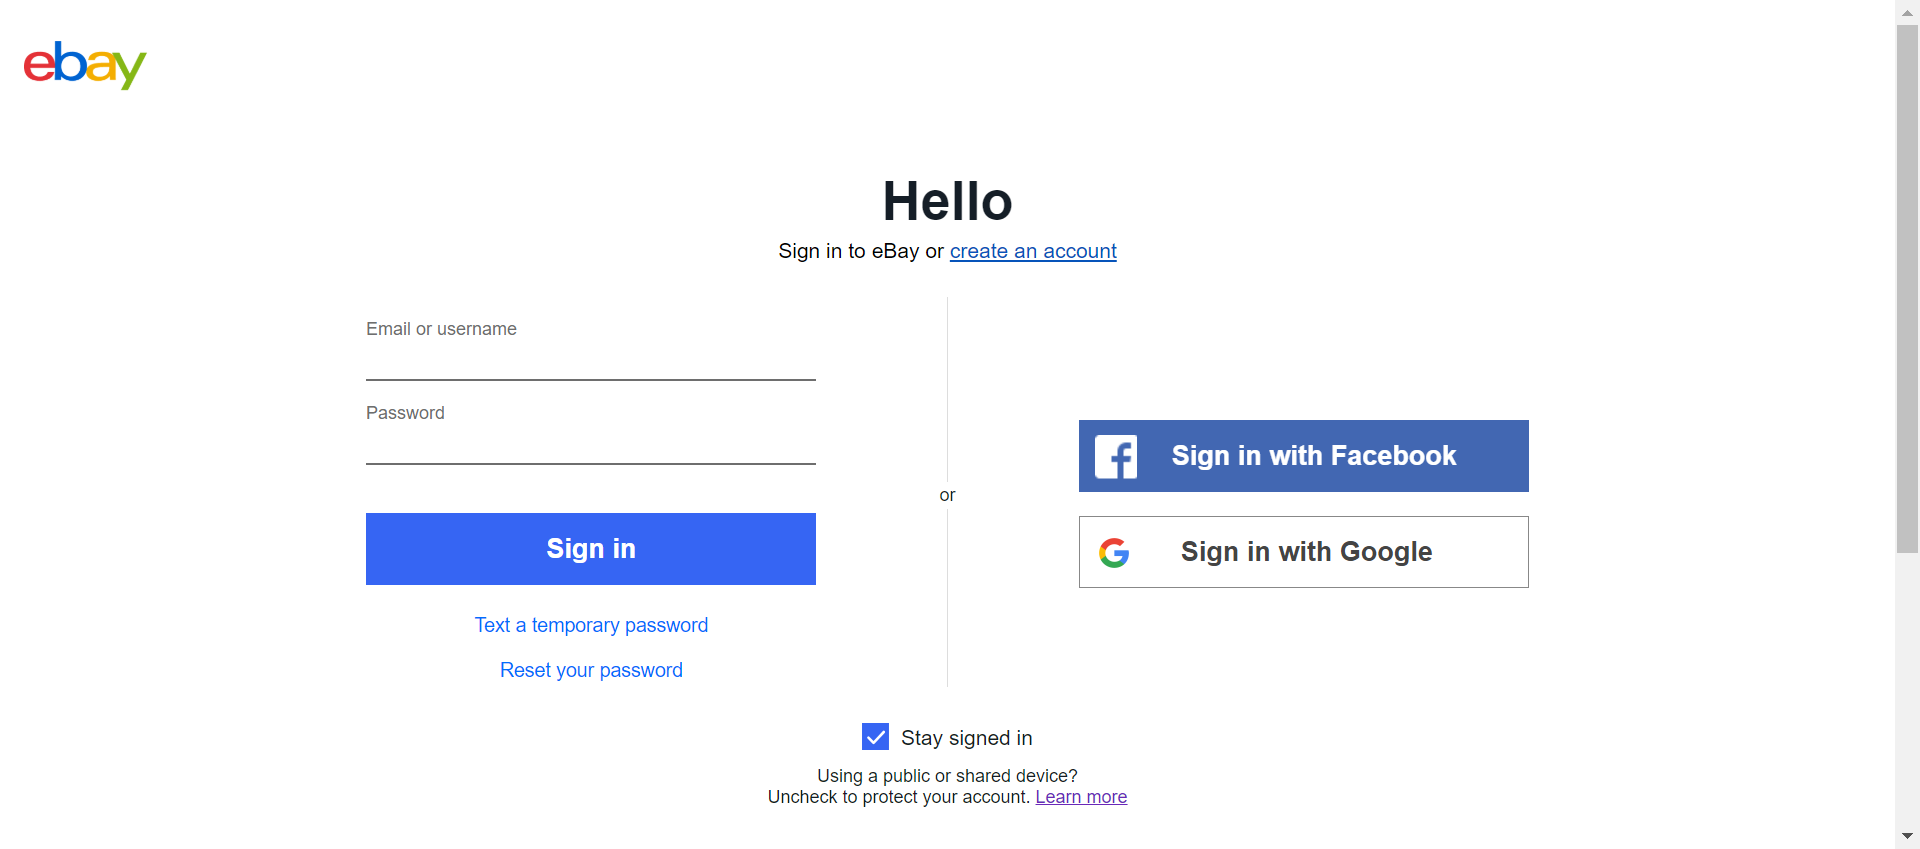 ebay
Hello
Sign in to eBay or create an account
Email or username
Password
Sign in
Text a temporary password
Reset your password
or
Sign in with Facebook
Sign in with Google
Stay signed in
Using a public or shared device?
Uncheck to protect your account. Learn more